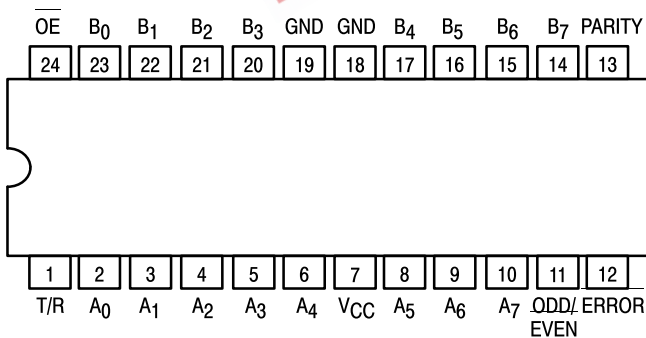 OE B0 B1 B2 B3 GND GND B4 B5 B6 B7 PARITY
24 23 22 21 20 19 18 17 16 15 14 13
1 2 3 4 5 6 7 8 9 10 11 12
T/R A0 A1 A2 A3 A4 VCC A5 A6 A7 ODD/ ERROR
EVEN